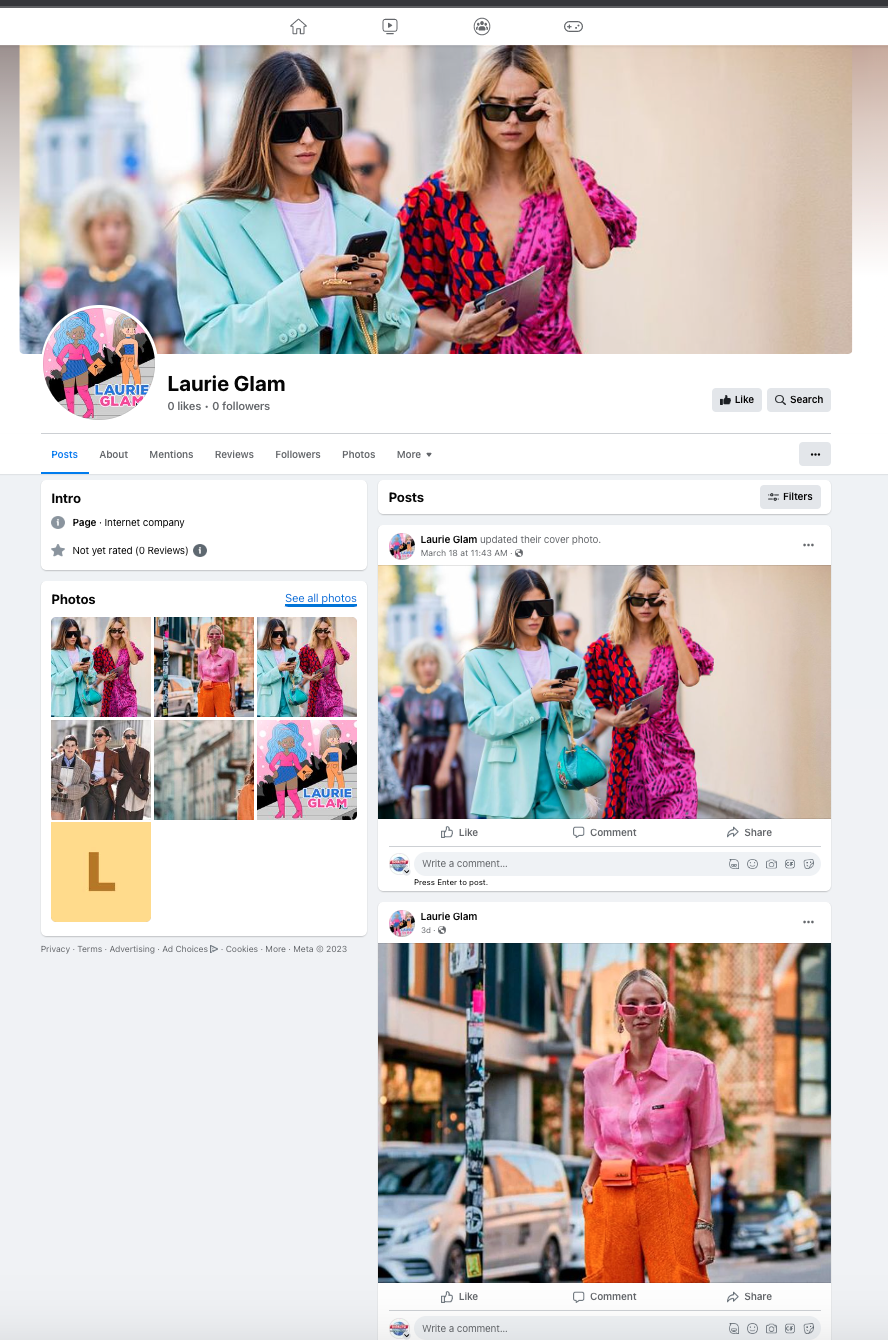 LAURIE
GLAM
Laurie Glam
0 likes · 0 followers
Like
Search
Posts
About
Mentions
Reviews
Followers
Photos
More
Intro
Page · Internet company
Not yet rated (0 Reviews)
Photos
See all photos
LAURIE
GLAM
L
Privacy · Terms · Advertising · Ad Choices · Cookies · More · Meta © 2023
Posts
Filters
Laurie Glam updated their cover photo.
March 18 at 11:43 AM ·
Like
Comment
Share
Write a comment...
Press Enter to post.
Laurie Glam
3d ·
Like
Comment
Share
Write a comment...